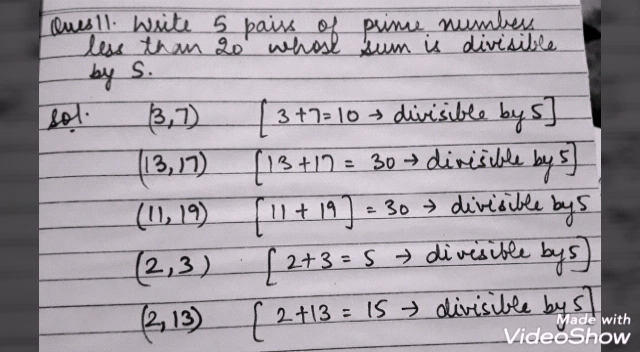 Ques11. Write 5 pairs of prime numbers
less than 20 whose sum is divisible
by 5.
Sol. (3,7) [3+7=10 → divisible by 5]
(13,17) [13+17 = 30 → divisible by 5]
(11,19) [11 + 19] = 30 → divisible by 5
(2,3) [2+3 = 5 → divisible by 5]
(2,13) [2+13 = 15 → divisible by 5]
Made with
VideoShow